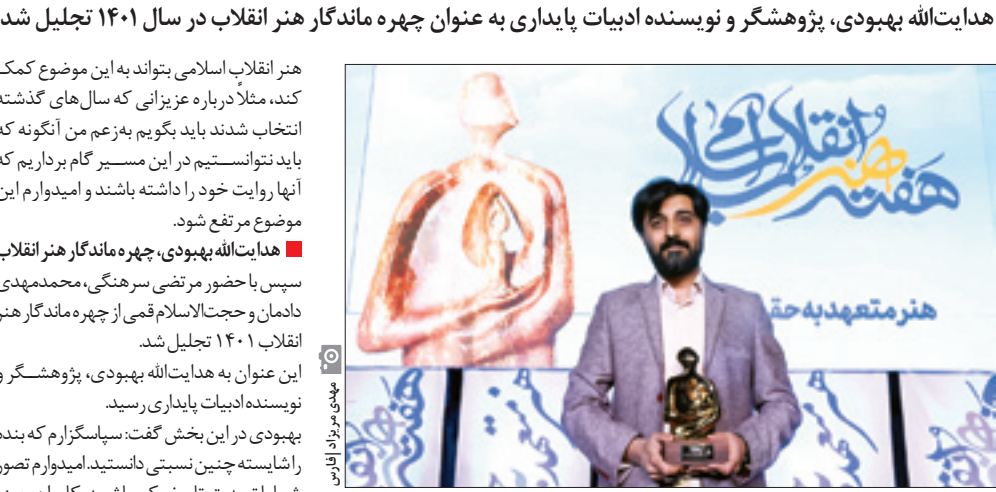 هدایت‌الله بهبودی، پژوهشگر و نویسنده ادبیات پایداری به عنوان چهره ماندگار هنر انقلاب در سال ۱۴۰۱ تجلیل شد
هنر انقلاب اسلامی بتواند به این موضوع کمک
کند، مثلاً درباره عزیزانی که سال‌های گذشته
انتخاب شدند باید بگویم به‌زعم من آنگونه که
باید نتوانستیم در این مسیر گام برداریم که
آنها روایت خود را داشته باشند و امیدوارم این
موضوع مرتفع شود.
هدایت‌الله بهبودی، چهره ماندگار هنر انقلاب
سپس با حضور مرتضی سرهنگی، محمدمهدی
دادمان و حجت‌الاسلام قمی از چهره ماندگار هنر
انقلاب ۱۴۰۱ تجلیل شد.
این عنوان به هدایت‌الله بهبودی، پژوهشگر و
نویسنده ادبیات پایداری رسید.
بهبودی در این بخش گفت: سپاسگزارم که بنده
را شایسته چنین نسبتی دانستید. امیدوارم تصور
هفته هنر انقلاب اسلامی
هنر متعهد به حق
مهدی مریزاد | فارس